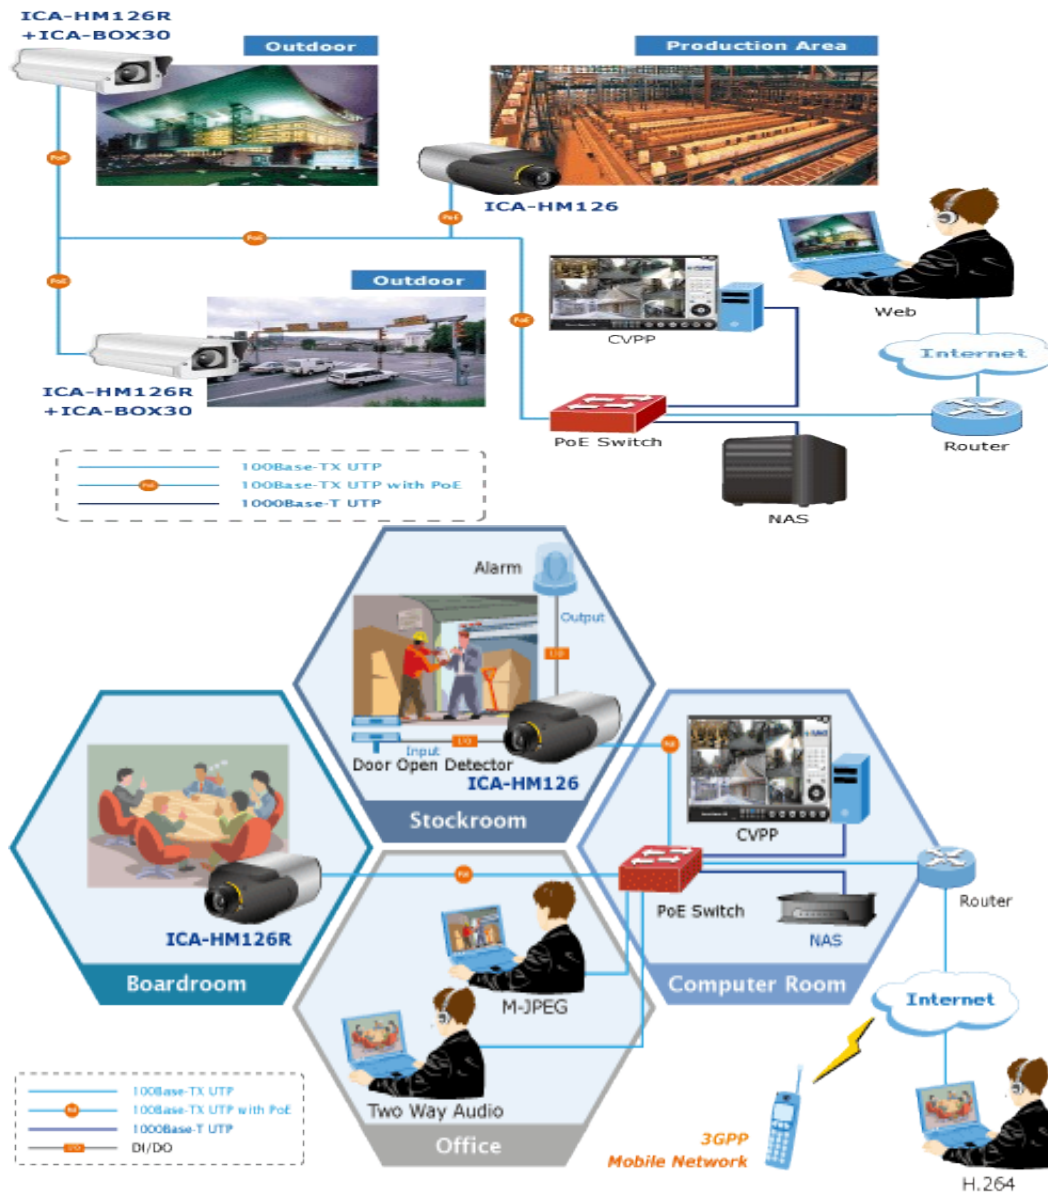 ICA-HM126R
+ICA-BOX30
Outdoor
Production Area
PoE
ICA-HM126
PoE
PoE
PoE
Outdoor
PoE
CVPP
Web
Internet
ICA-HM126R
+ICA-BOX30
PoE Switch
Router
NAS
100Base-TX UTP
PoE
100Base-TX UTP with PoE
1000Base-T UTP
Alarm
Output
I/O
Input
I/O
Door Open Detector
ICA-HM126
PoE
Stockroom
CVPP
PoE
PoE Switch
Router
ICA-HM126R
NAS
Boardroom
Computer Room
M-JPEG
Internet
Two Way Audio
Office
100Base-TX UTP
PoE
100Base-TX UTP with PoE
1000Base-T UTP
I/O
DI/DO
3GPP
Mobile Network
H.264